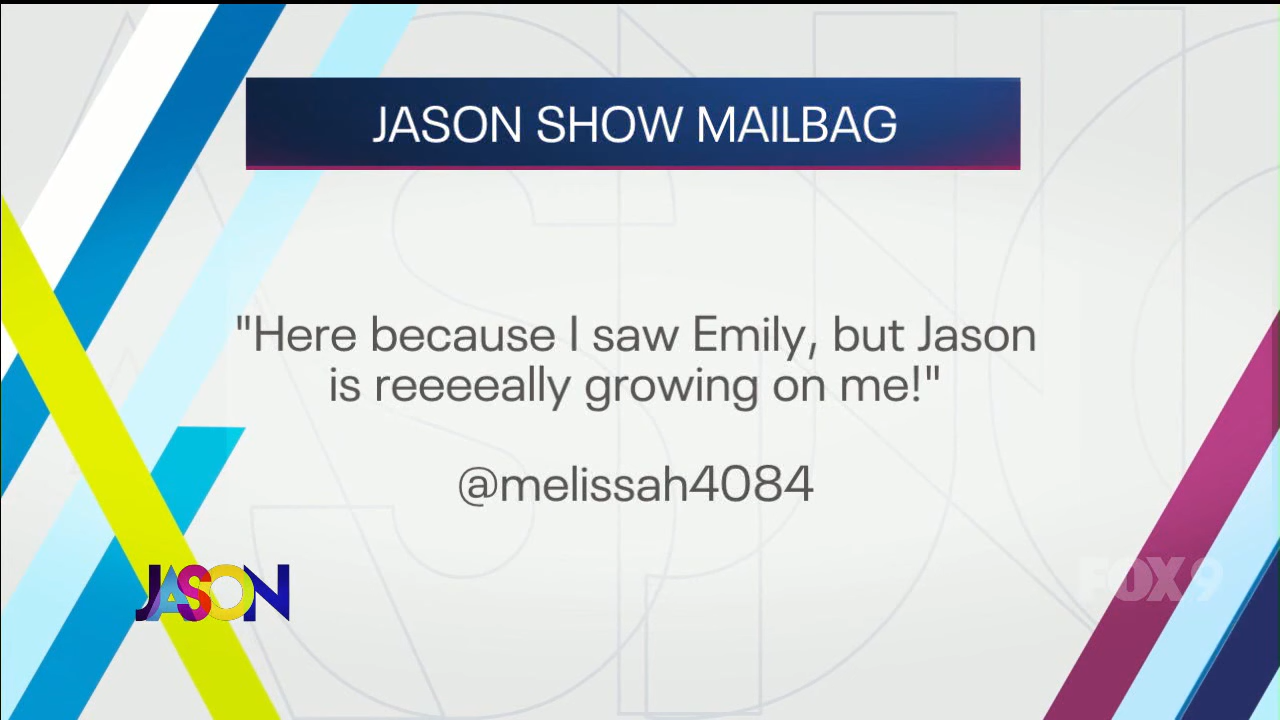 JASON SHOW MAILBAG
"Here because I saw Emily, but Jason
is reeeeally growing on me!"
@melissah4084
JASON
FOX 9